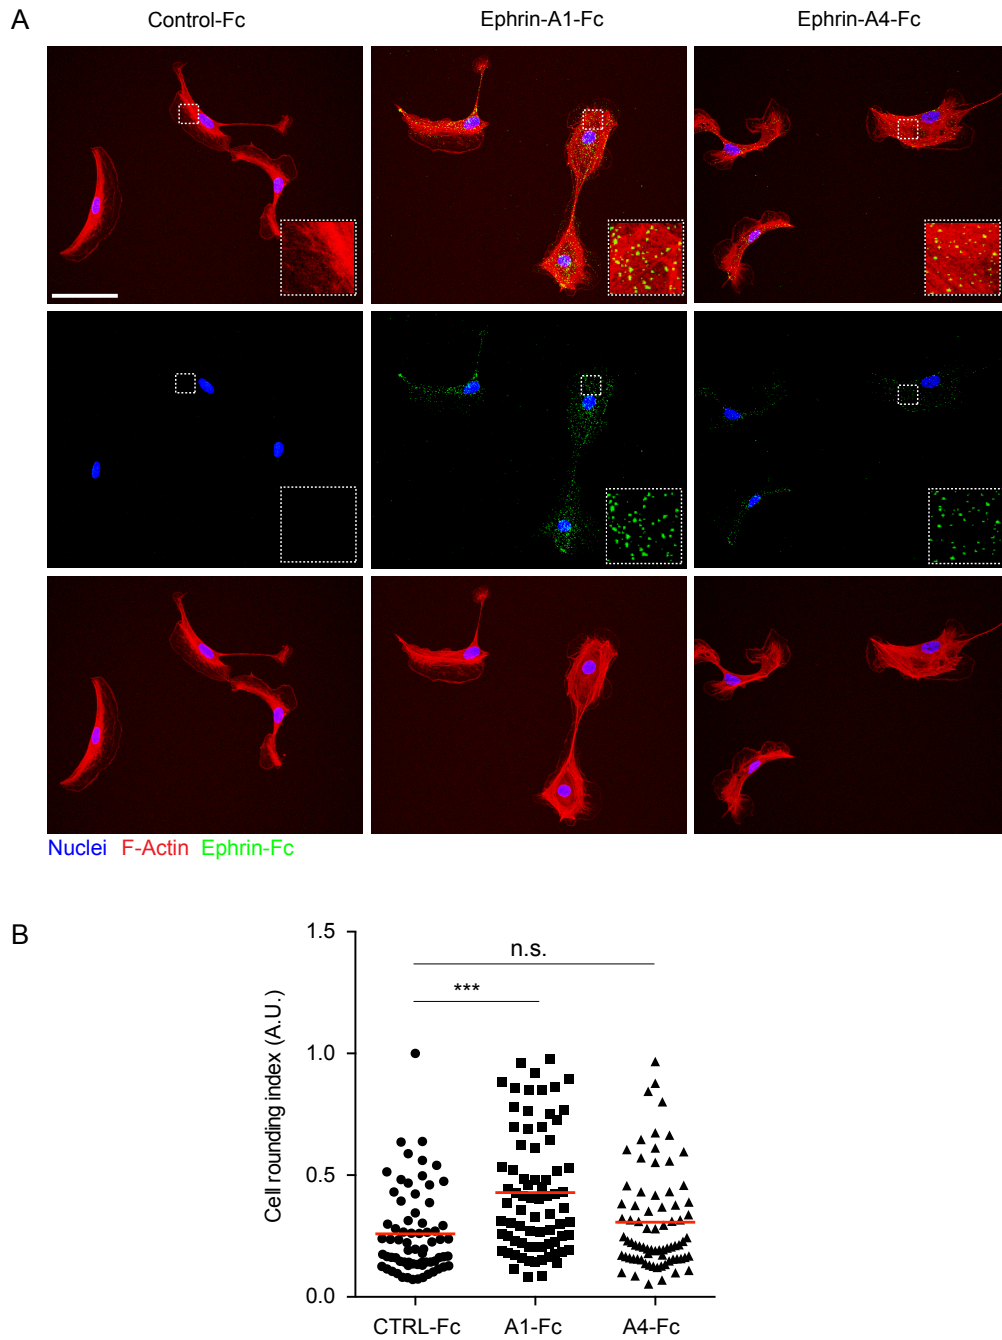 A
Control-Fc
Ephrin-A1-Fc
Ephrin-A4-Fc
Nuclei F-Actin Ephrin-Fc
B
1.5
1.0
0.5
0.0
Cell rounding index (A.U.)
n.s.
***
CTRL-Fc
A1-Fc
A4-Fc